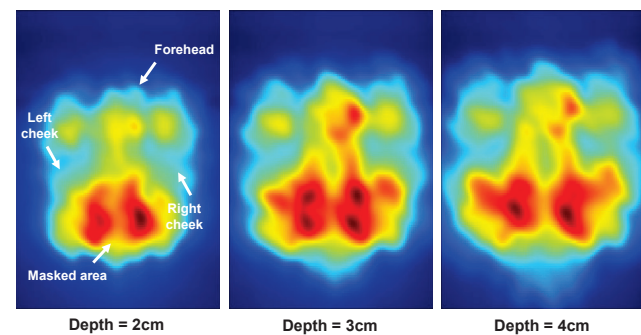 Forehead
Left
cheek
Right
cheek
Masked area
Depth = 2cm
Depth = 3cm
Depth = 4cm